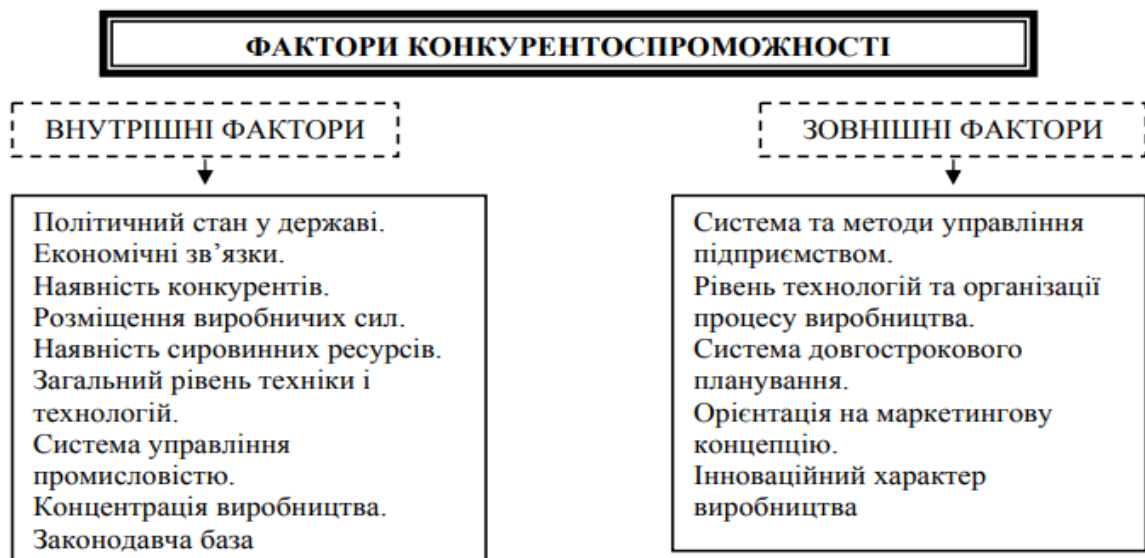 ФАКТОРИ КОНКУРЕНТОСПРОМОЖНОСТІ
ВНУТРІШНІ ФАКТОРИ
Політичний стан у державі.
Економічні зв’язки.
Наявність конкурентів.
Розміщення виробничих сил.
Наявність сировинних ресурсів.
Загальний рівень техніки і
технологій.
Система управління
промисловістю.
Концентрація виробництва.
Законодавча база
ЗОВНІШНІ ФАКТОРИ
Система та методи управління
підприємством.
Рівень технологій та організації
процесу виробництва.
Система довгострокового
планування.
Орієнтація на маркетингову
концепцію.
Інноваційний характер
виробництва